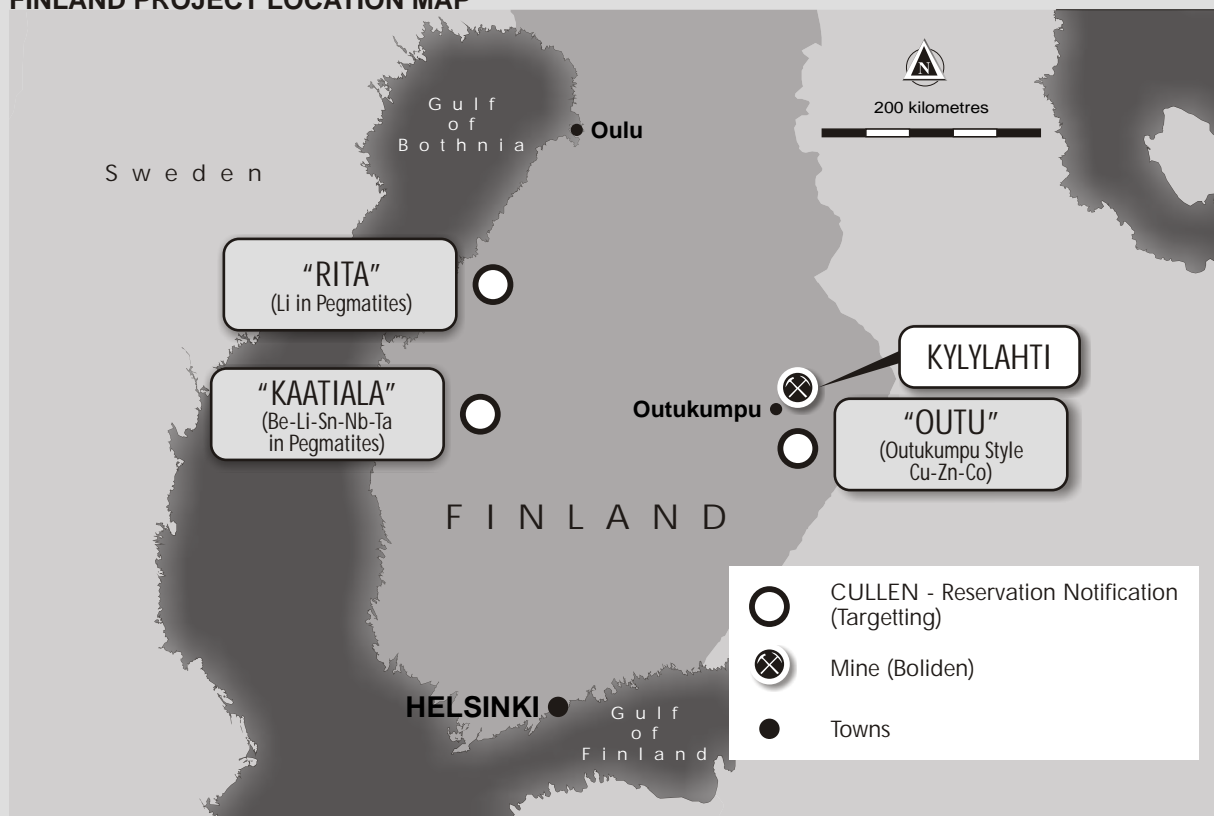 FINLAND PROJECT LOCATION MAP
Gulf
of
Bothnia
Oulu
N
200 kilometres
Sweden
“RITA”
(Li in Pegmatites)
“KAATIALA”
(Be-Li-Sn-Nb-Ta
in Pegmatites)
KYLYLAHTI
Outukumpu
“OUTU”
(Outukumpu Style
Cu-Zn-Co)
FINLAND
HELSINKI
Gulf
of
Finland
CULLEN - Reservation Notification
(Targetting)
Mine (Boliden)
Towns